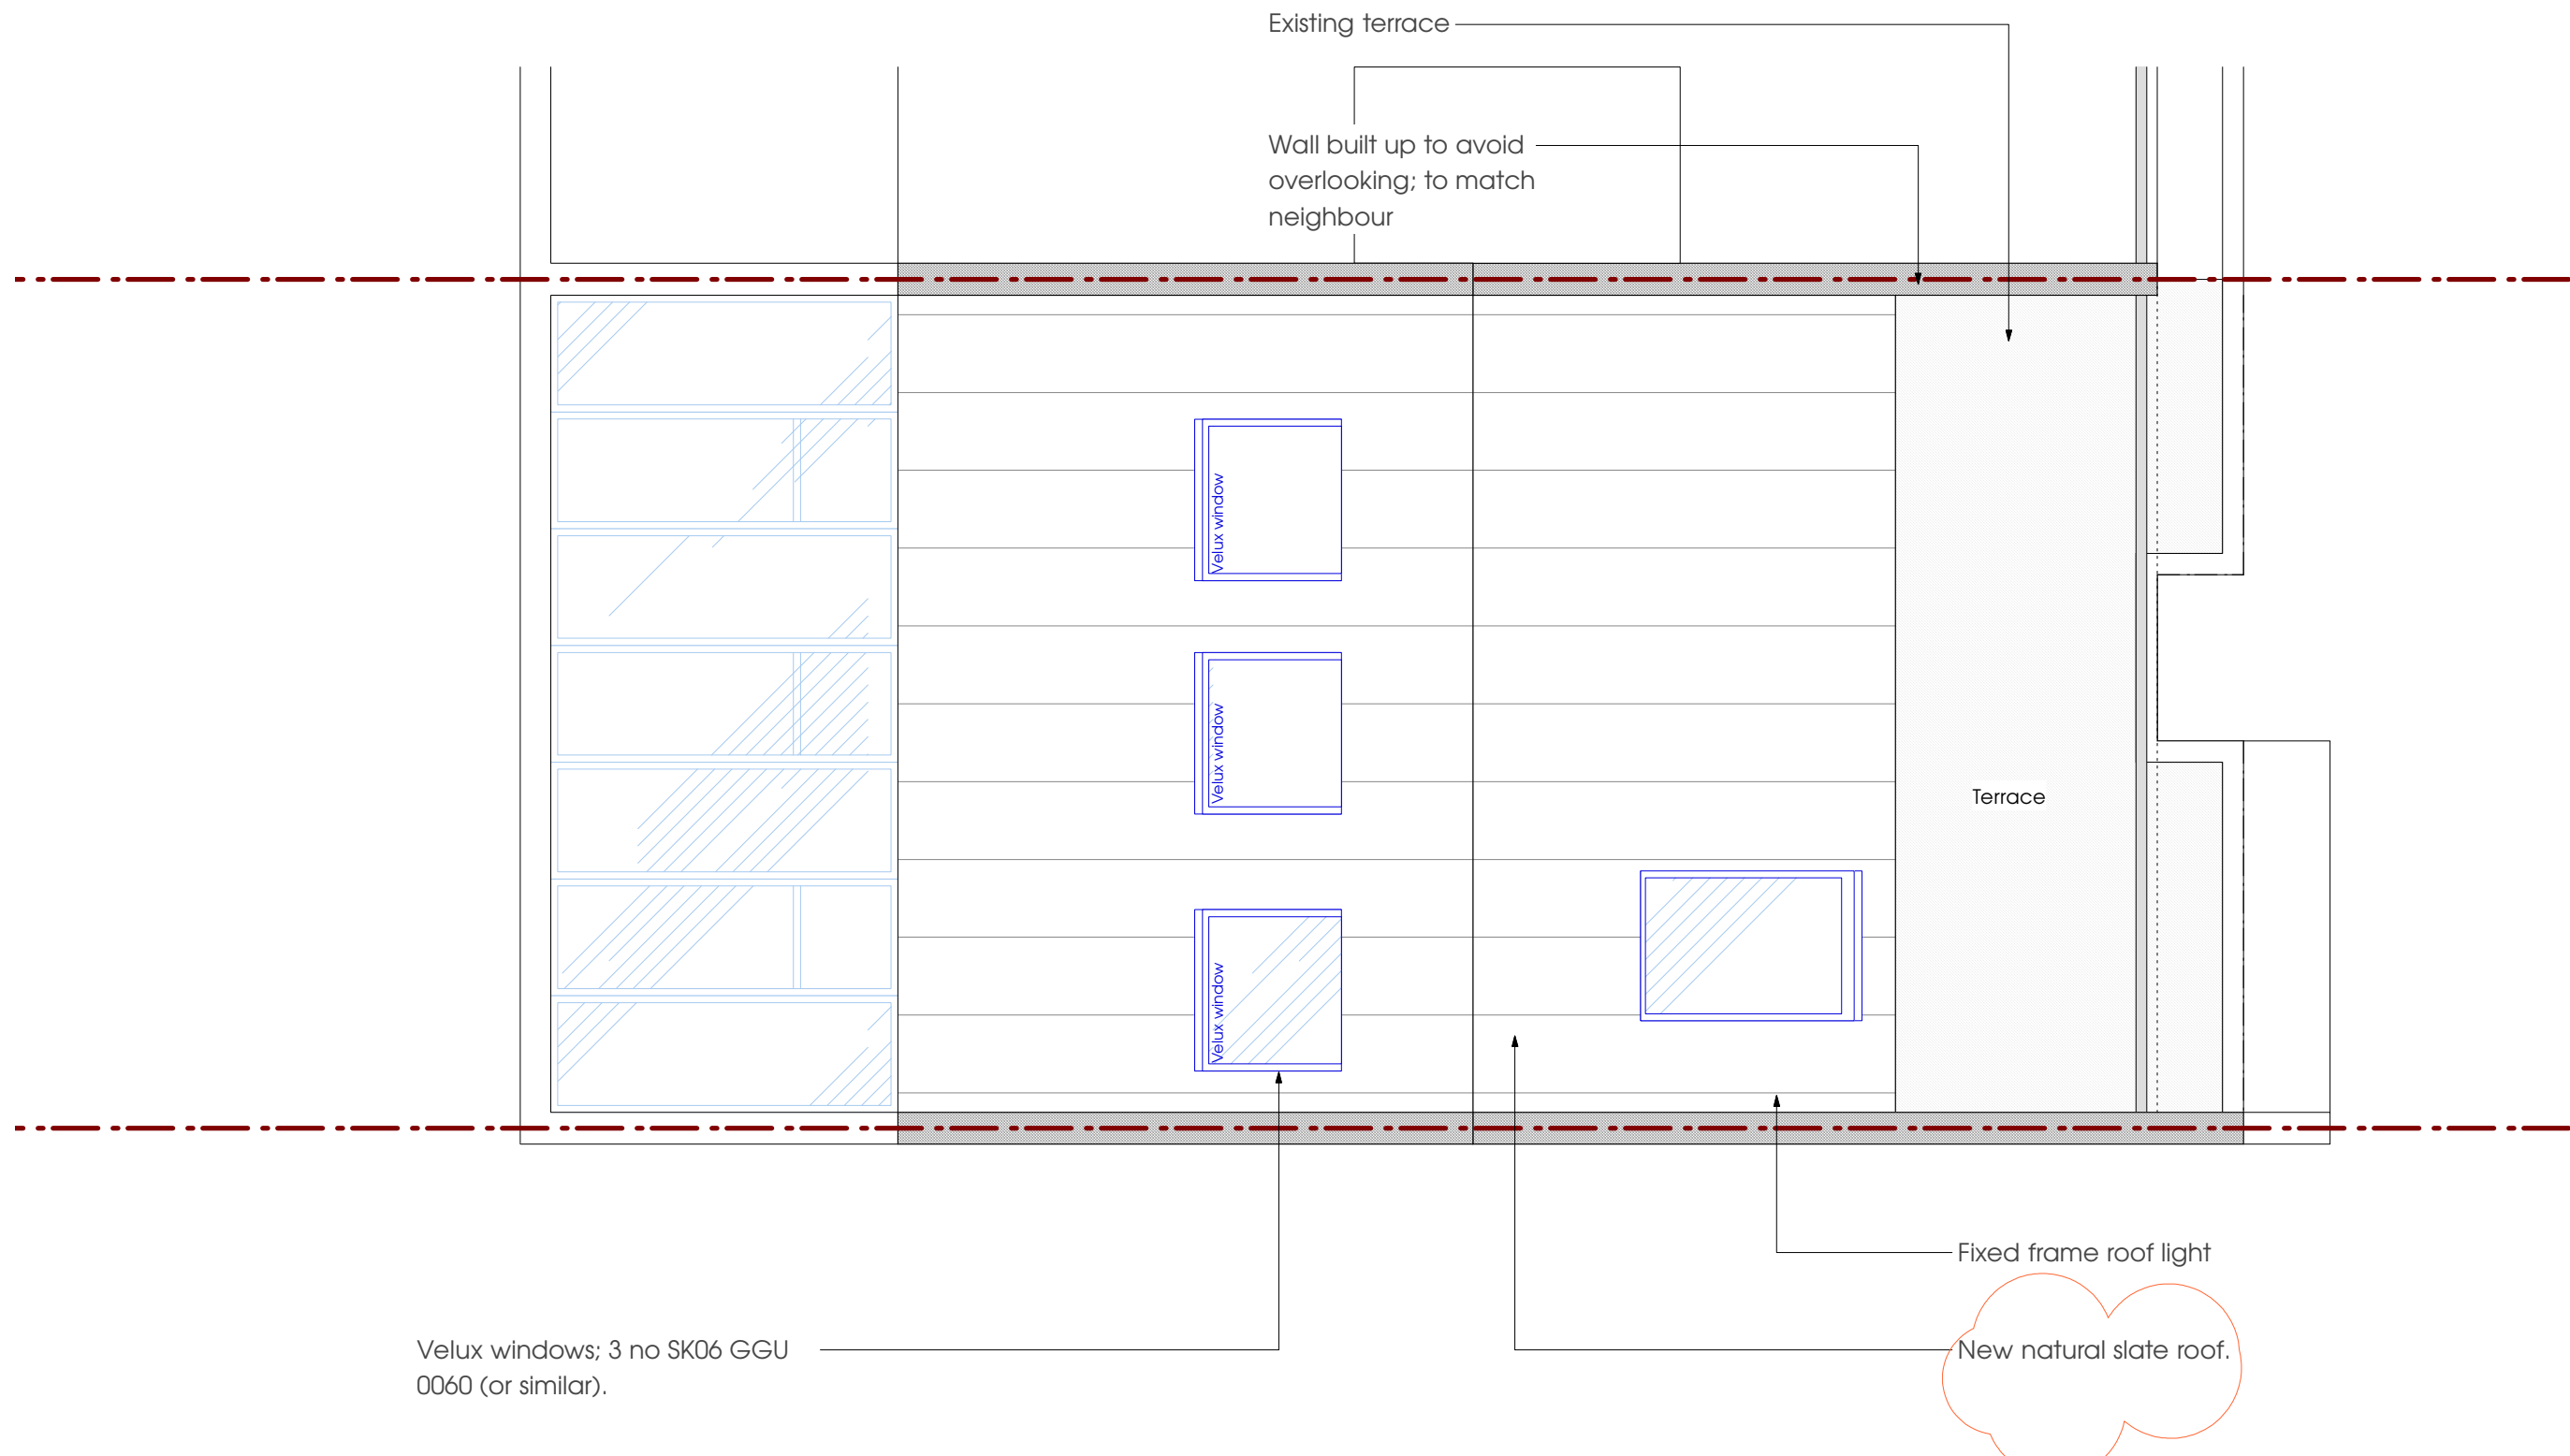 Existing terrace
Wall built up to avoid
overlooking; to match
neighbour
Velux window
Velux window
Terrace
Velux window
Fixed frame roof light
Velux windows; 3 no SK06 GGU
0060 (or similar).
New natural slate roof.